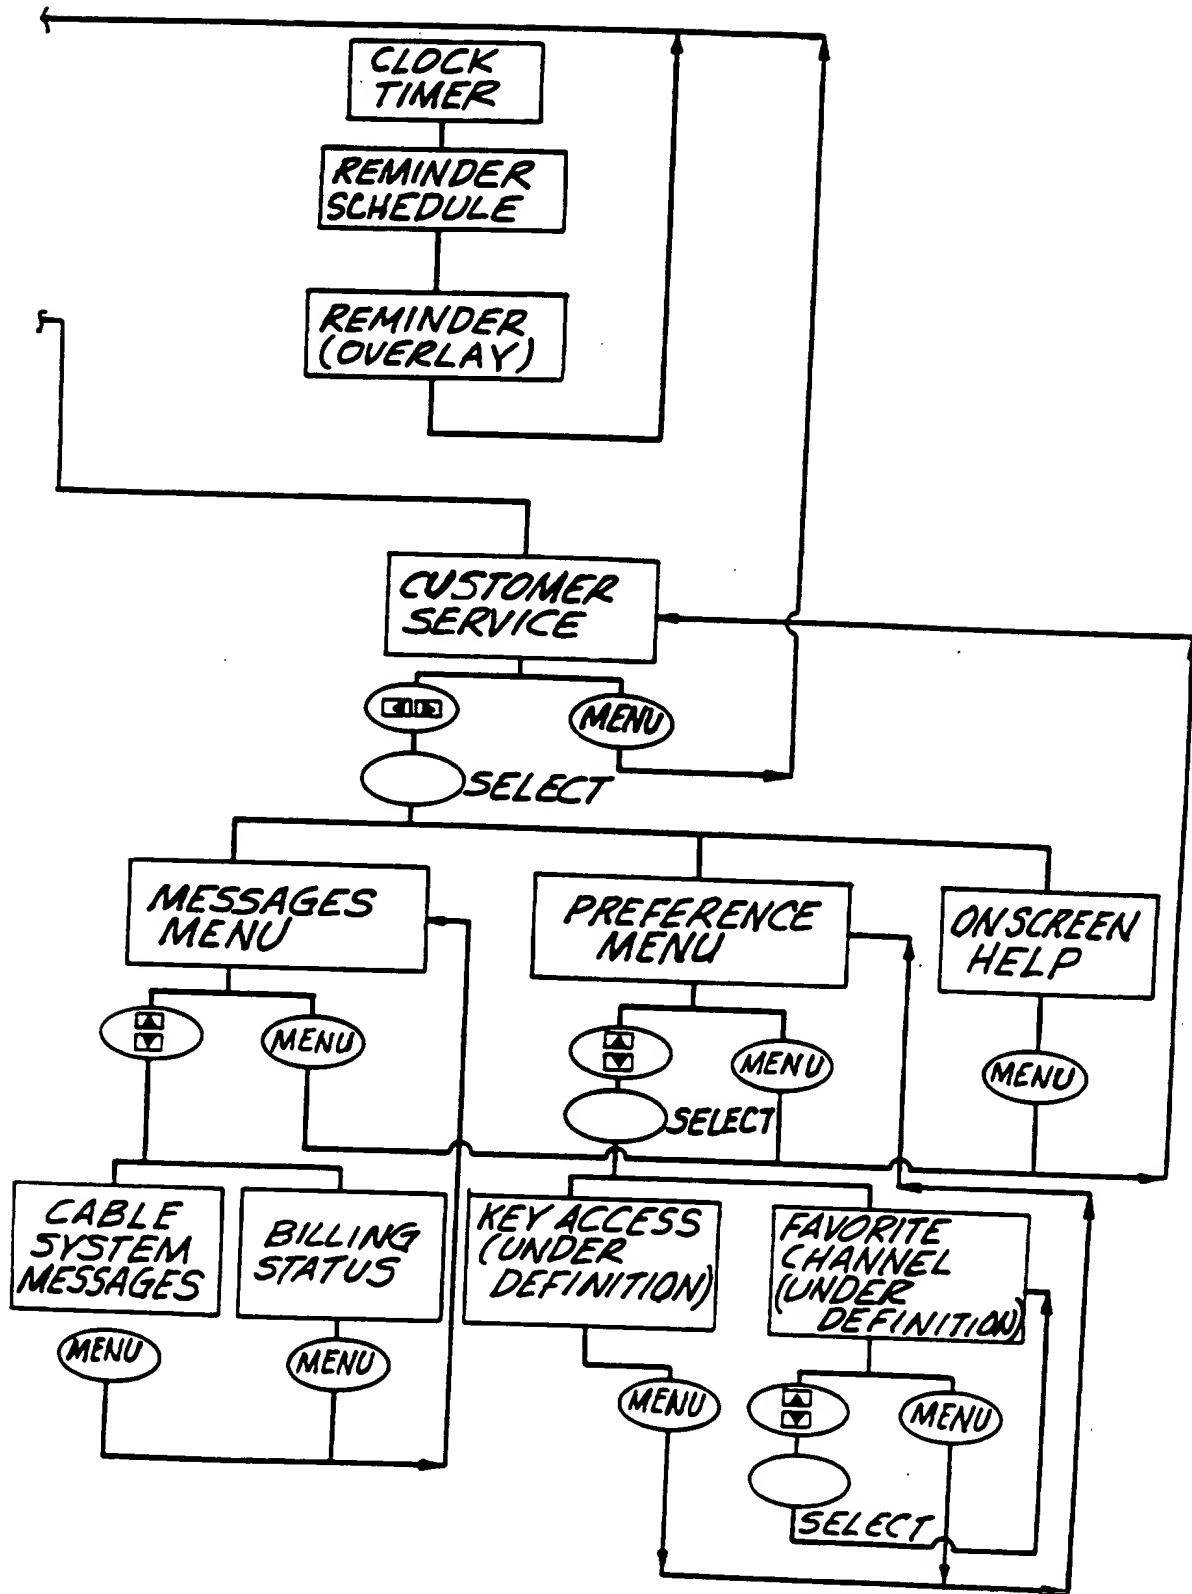 CLOCK
TIMER
REMINDER
SCHEDULE
REMINDER
(OVERLAY)
CUSTOMER
SERVICE
MENU
SELECT
MESSAGES
MENU
PREFERENCE
MENU
ON SCREEN
HELP
MENU
MENU
MENU
SELECT
CABLE
SYSTEM
MESSAGES
BILLING
STATUS
KEY ACCESS
(UNDER
DEFINITION)
FAVORITE
CHANNEL
(UNDER
DEFINITION)
MENU
MENU
MENU
MENU
SELECT